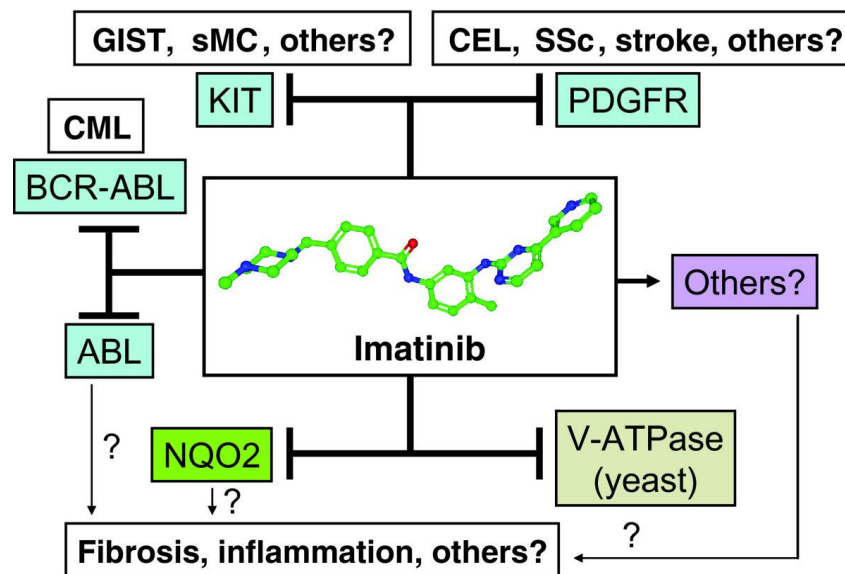 GIST, sMC, others?
CEL, SSc, stroke, others?
KIT
PDGFR
CML
BCR-ABL
Imatinib
Others?
ABL
?
NQO2
?
V-ATPase
(yeast)
?
Fibrosis, inflammation, others?